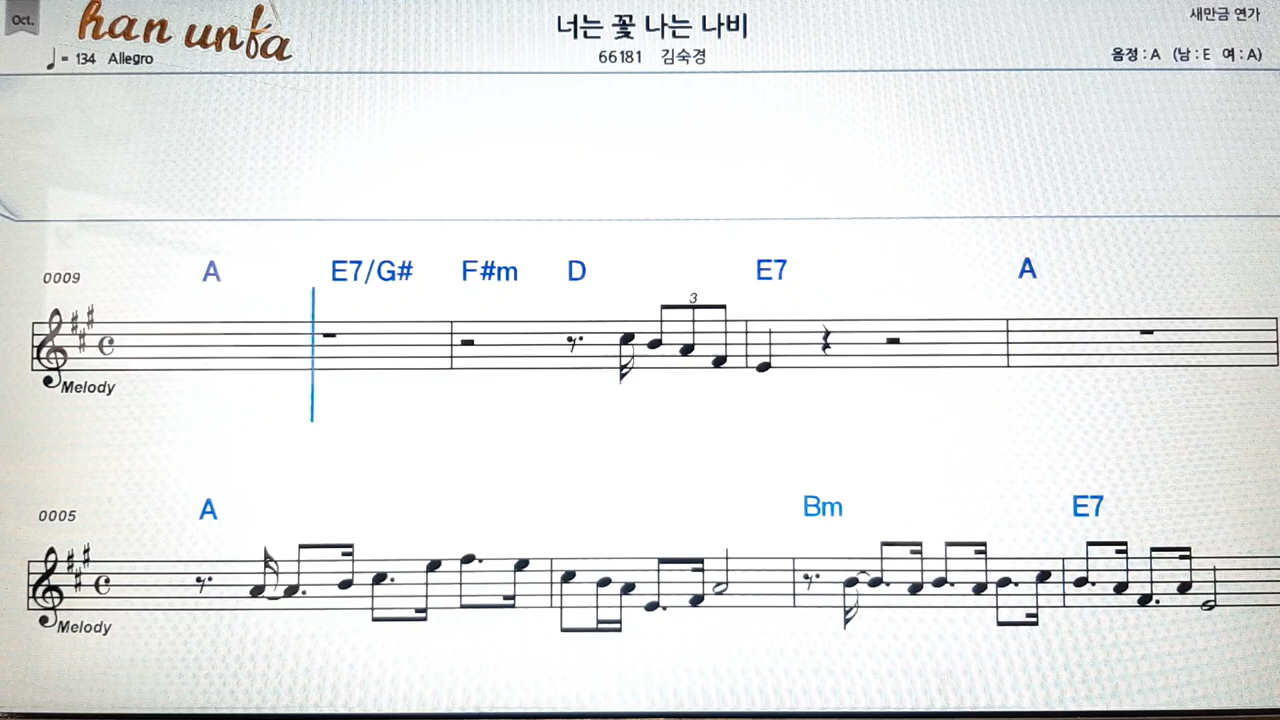 Oct.
han unba
너는 꽃 나는 나비
새만금 연가
♩ = 134 Allegro
66181 김숙경
음정 : A (남 : E 여 : A)
0009
A E7/G# F#m D E7 A
3
Melody
0005
A Bm E7
Melody